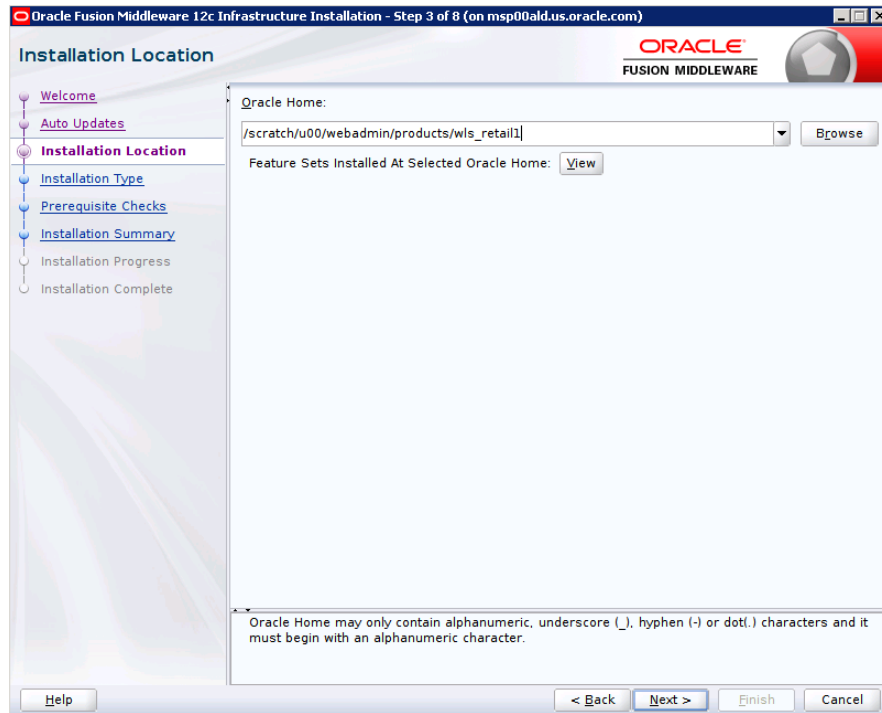 Oracle Fusion Middleware 12c Infrastructure Installation - Step 3 of 8 (on msp00ald.us.oracle.com)
Installation Location
ORACLE
FUSION MIDDLEWARE
Welcome
Auto Updates
Installation Location
Installation Type
Prerequisite Checks
Installation Summary
Installation Progress
Installation Complete
Oracle Home:
/scratch/u00/webadmin/products/wls_retail1
Browse
Feature Sets Installed At Selected Oracle Home: View
Oracle Home may only contain alphanumeric, underscore (_), hyphen (-) or dot(.) characters and it
must begin with an alphanumeric character.
Help
< Back
Next >
Finish
Cancel